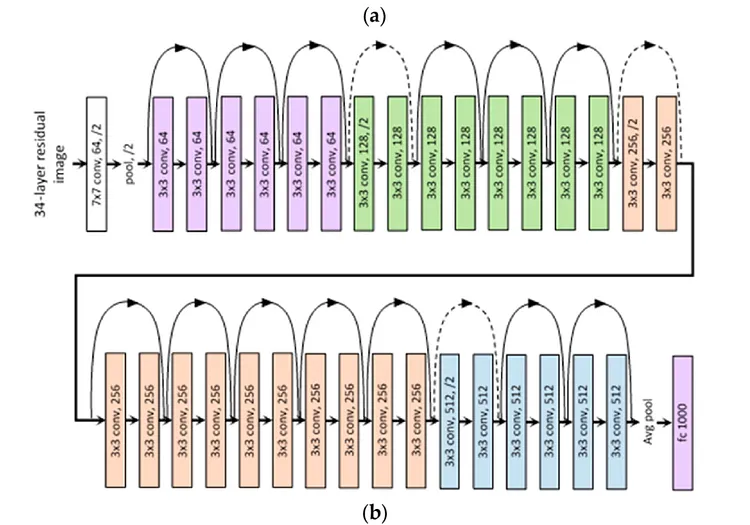 (a)
34-layer residual
image
7x7 conv, 64, /2
pool, /2
3x3 conv, 64
3x3 conv, 64
3x3 conv, 64
3x3 conv, 64
3x3 conv, 64
3x3 conv, 64
3x3 conv, 128, /2
3x3 conv, 128
3x3 conv, 128
3x3 conv, 128
3x3 conv, 128
3x3 conv, 128
3x3 conv, 128
3x3 conv, 128
3x3 conv, 256, /2
3x3 conv, 256
3x3 conv, 256
3x3 conv, 256
3x3 conv, 256
3x3 conv, 256
3x3 conv, 256
3x3 conv, 256
3x3 conv, 256
3x3 conv, 256
3x3 conv, 256
3x3 conv, 256
3x3 conv, 512, /2
3x3 conv, 512
3x3 conv, 512
3x3 conv, 512
3x3 conv, 512
3x3 conv, 512
Avg pool
fc 1000
(b)